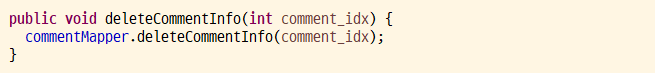 public void deleteCommentInfo(int comment_idx) {
  commentMapper.deleteCommentInfo(comment_idx);
}